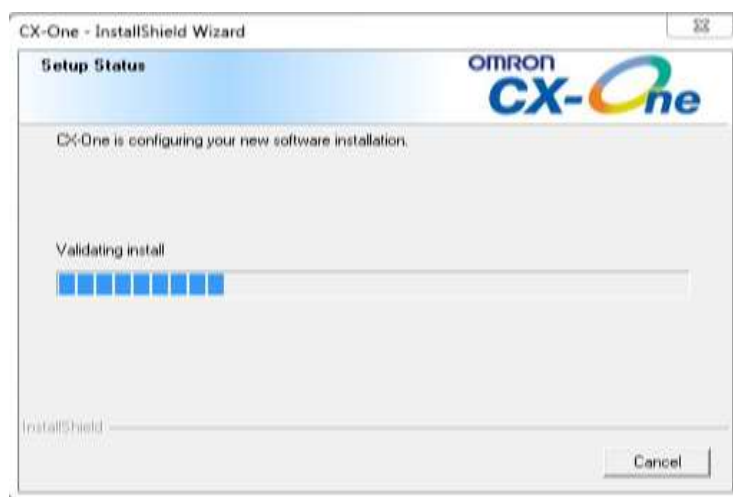 CX-One - InstallShield Wizard
Setup Status
OMRON
CX-One
CX-One is configuring your new software installation.
Validating install
InstallShield
Cancel